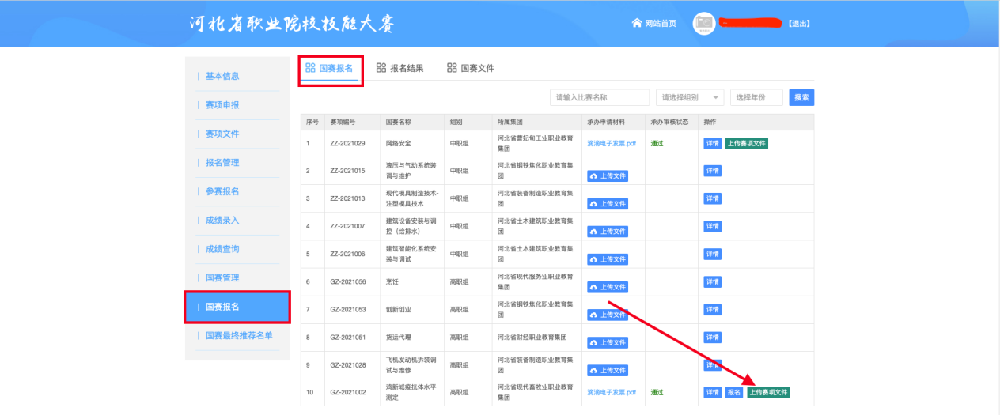 河北省职业院校技能大赛
网站首页
【退出】
基本信息
赛项申报
赛项文件
报名管理
参赛报名
成绩录入
成绩查询
国赛管理
国赛报名
国赛最终推荐名单
国赛报名 报名结果 国赛文件
请输入比赛名称 请选择组别 选择年份 搜索
序号 赛项编号 国赛名称 组别 所属集团 承办申请材料 承办审核状态 操作
1 ZZ-2021029 网络安全 中职组 河北省曹妃甸工业职业教育
集团 滴滴电子发票.pdf 通过 详情 上传赛项文件
2 ZZ-2021015 液压与气动系统装
调与维护 中职组 河北省钢铁焦化职业教育集
团 上传文件 详情
3 ZZ-2021013 现代模具制造技术-
注塑模具技术 中职组 河北省装备制造职业教育集
团 上传文件 详情
4 ZZ-2021007 建筑设备安装与调
控（给排水） 中职组 河北省土木建筑职业教育集
团 上传文件 详情
5 ZZ-2021006 建筑智能化系统安
装与调试 中职组 河北省土木建筑职业教育集
团 上传文件 详情
6 GZ-2021056 烹饪 高职组 河北省现代服务业职业教育
集团 上传文件 详情
7 GZ-2021053 创新创业 高职组 河北省钢铁焦化职业教育集
团 上传文件 详情
8 GZ-2021051 货运代理 高职组 河北省财经职业教育集团 上传文件 详情
9 GZ-2021028 飞机发动机拆装调
试与维修 高职组 河北省装备制造职业教育集
团 上传文件 详情
10 GZ-2021002 鸡新城疫抗体水平
测定 高职组 河北省现代畜牧业职业教育
集团 滴滴电子发票.pdf 通过 详情 报名 上传赛项文件